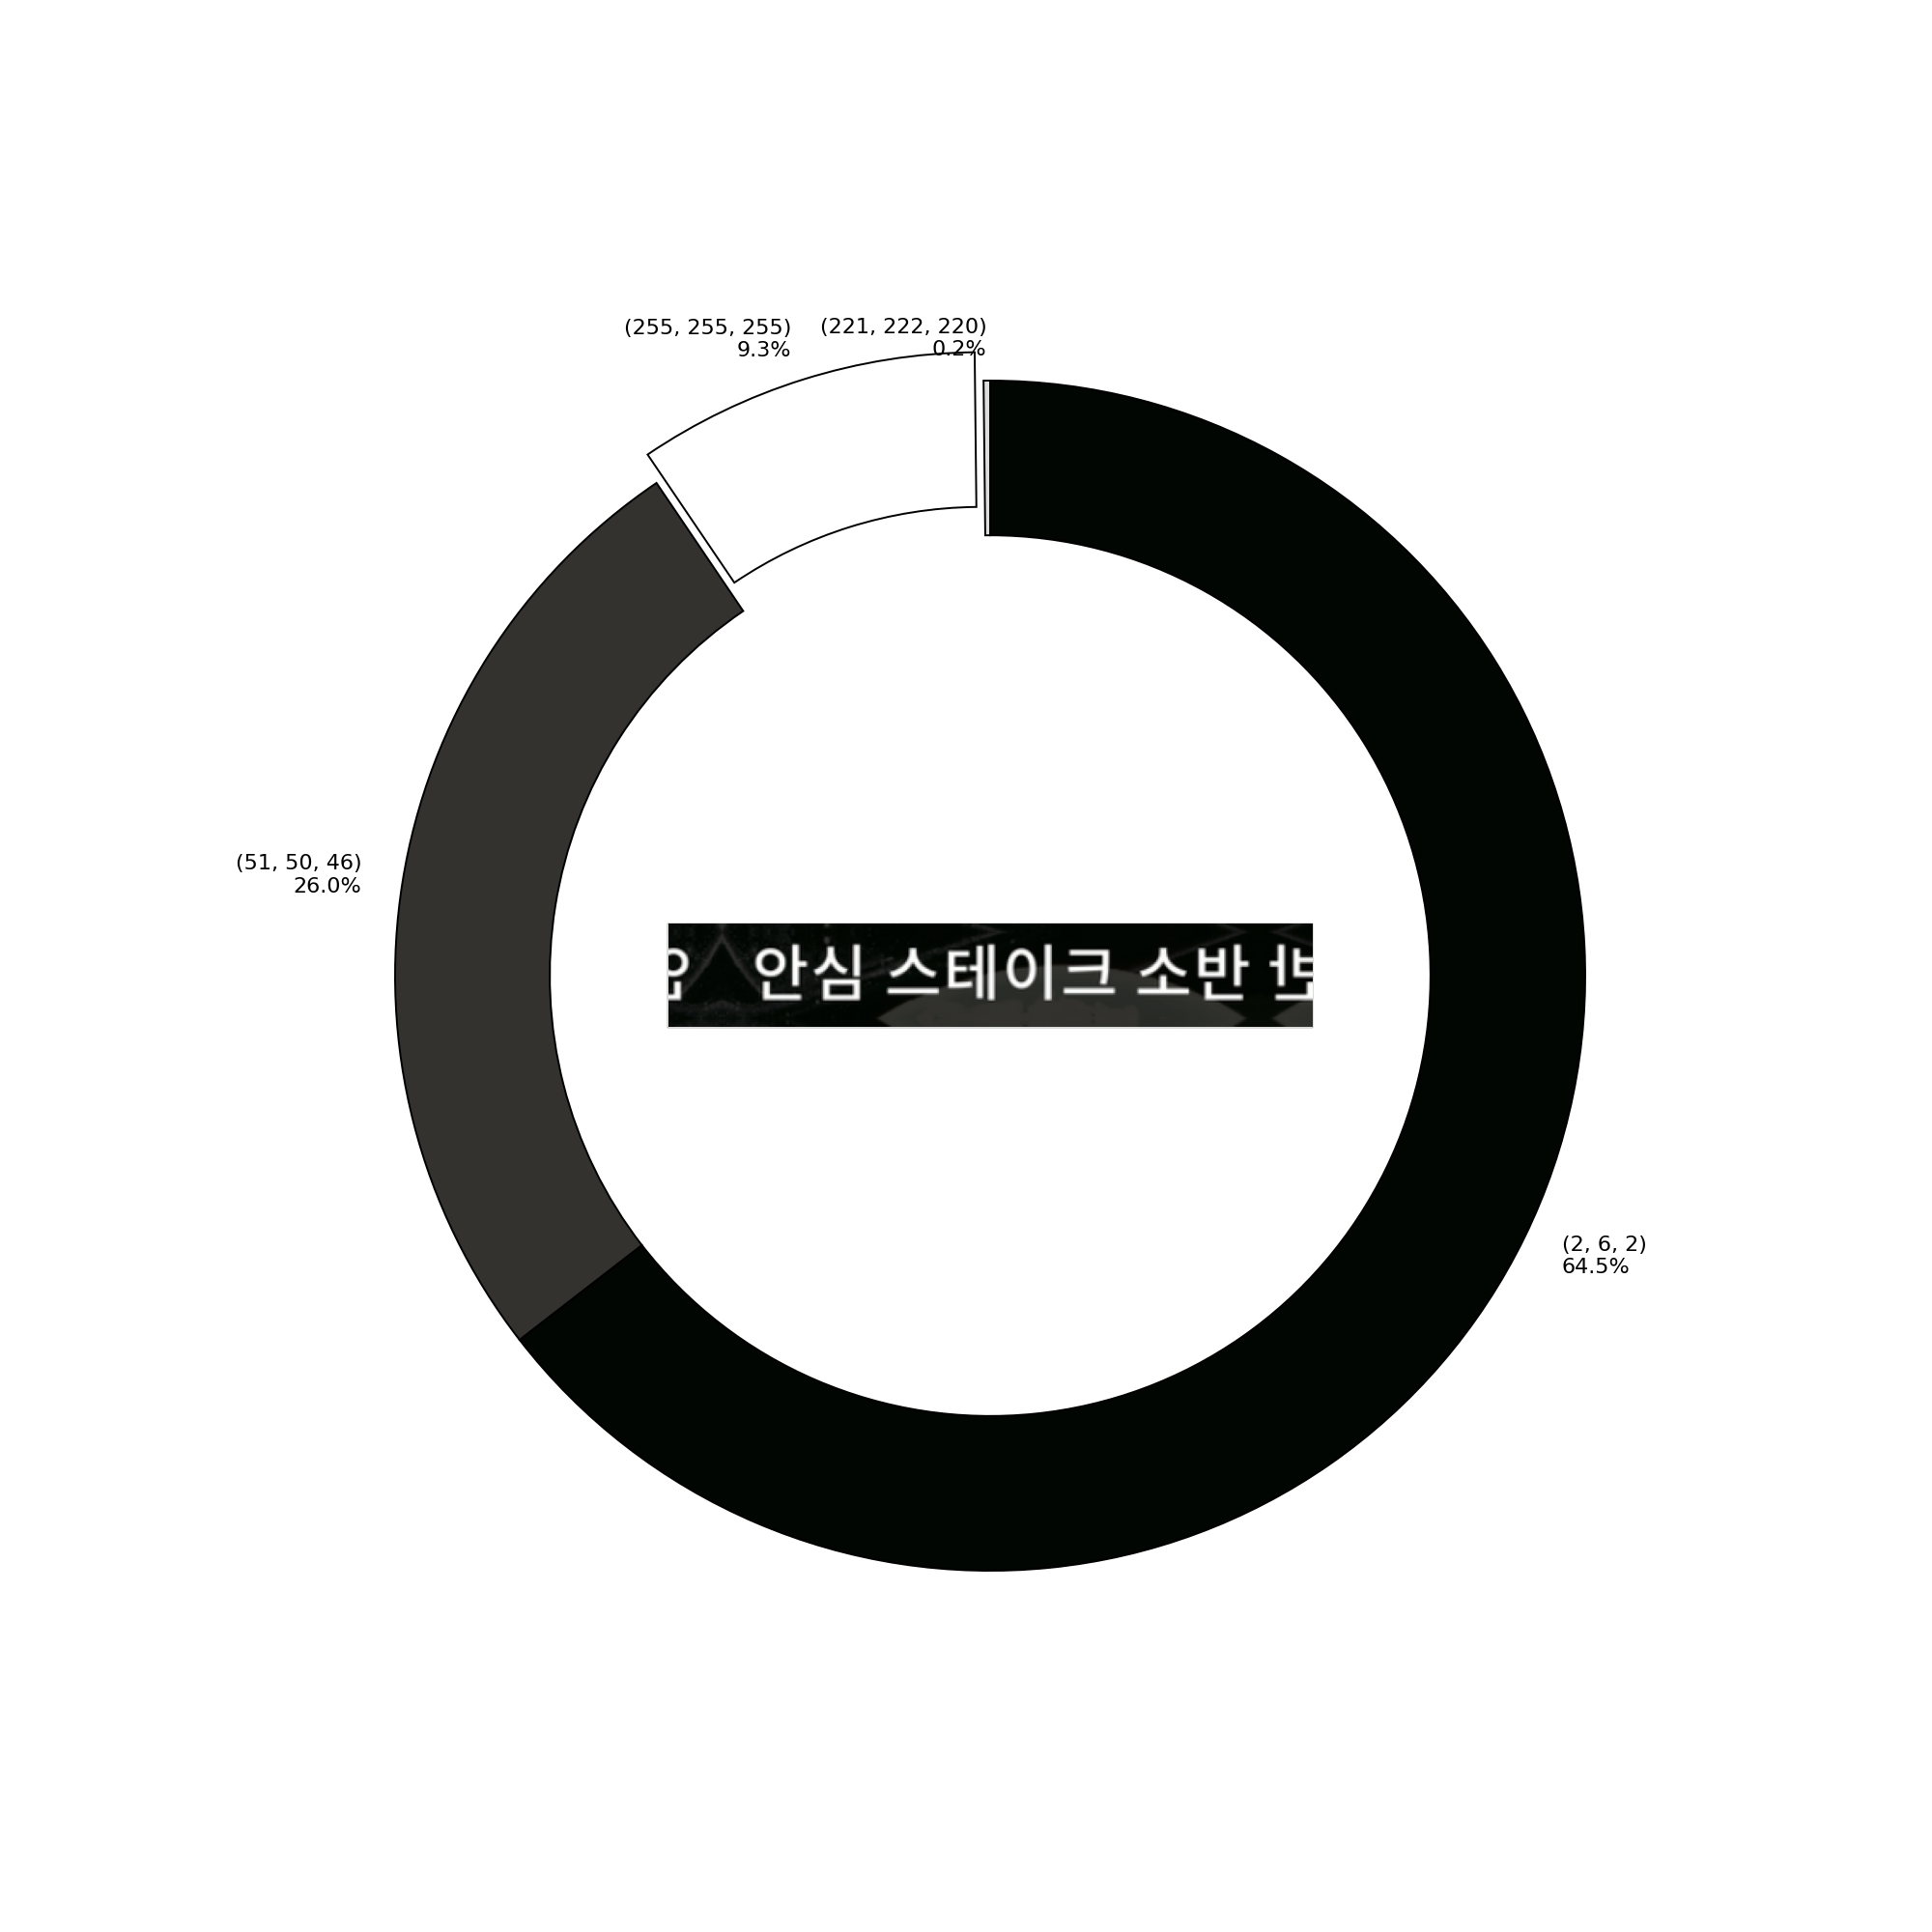 (255, 255, 255) (221, 222, 220)
9.3% 0.2%
(51, 50, 46)
26.0%
안심 스테이크 소반
(2, 6, 2)
64.5%